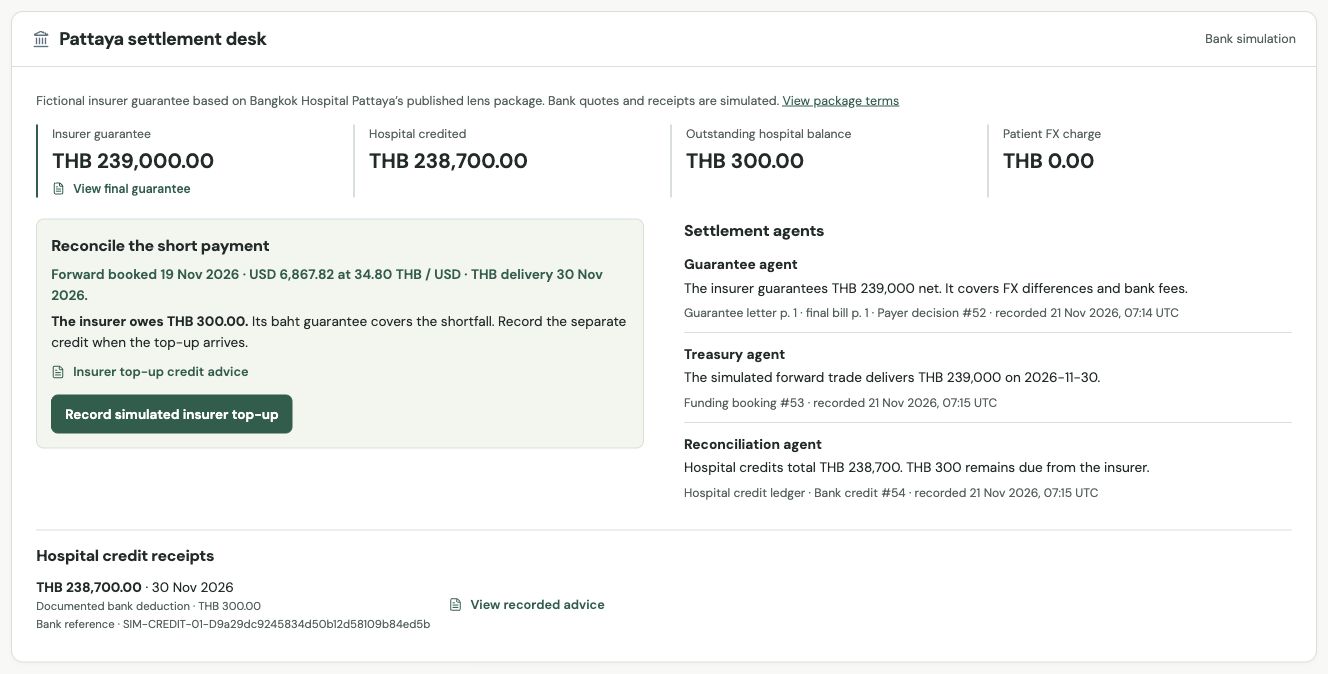 Pattaya settlement desk
Bank simulation
Fictional insurer guarantee based on Bangkok Hospital Pattaya’s published lens package. Bank quotes and receipts are simulated. View package terms
Insurer guarantee
THB 239,000.00
View final guarantee
Hospital credited
THB 238,700.00
Outstanding hospital balance
THB 300.00
Patient FX charge
THB 0.00
Reconcile the short payment
Forward booked 19 Nov 2026 · USD 6,867.82 at 34.80 THB / USD · THB delivery 30 Nov
2026.
The insurer owes THB 300.00. Its baht guarantee covers the shortfall. Record the separate
credit when the top-up arrives.
Insurer top-up credit advice
Record simulated insurer top-up
Settlement agents
Guarantee agent
The insurer guarantees THB 239,000 net. It covers FX differences and bank fees.
Guarantee letter p. 1 · final bill p. 1 · Payer decision #52 · recorded 21 Nov 2026, 07:14 UTC
Treasury agent
The simulated forward trade delivers THB 239,000 on 2026-11-30.
Funding booking #53 · recorded 21 Nov 2026, 07:15 UTC
Reconciliation agent
Hospital credits total THB 238,700. THB 300 remains due from the insurer.
Hospital credit ledger · Bank credit #54 · recorded 21 Nov 2026, 07:15 UTC
Hospital credit receipts
THB 238,700.00 · 30 Nov 2026
Documented bank deduction · THB 300.00
Bank reference · SIM-CREDIT-01-D9a29dc9245834d50b12d58109b84ed5b
View recorded advice